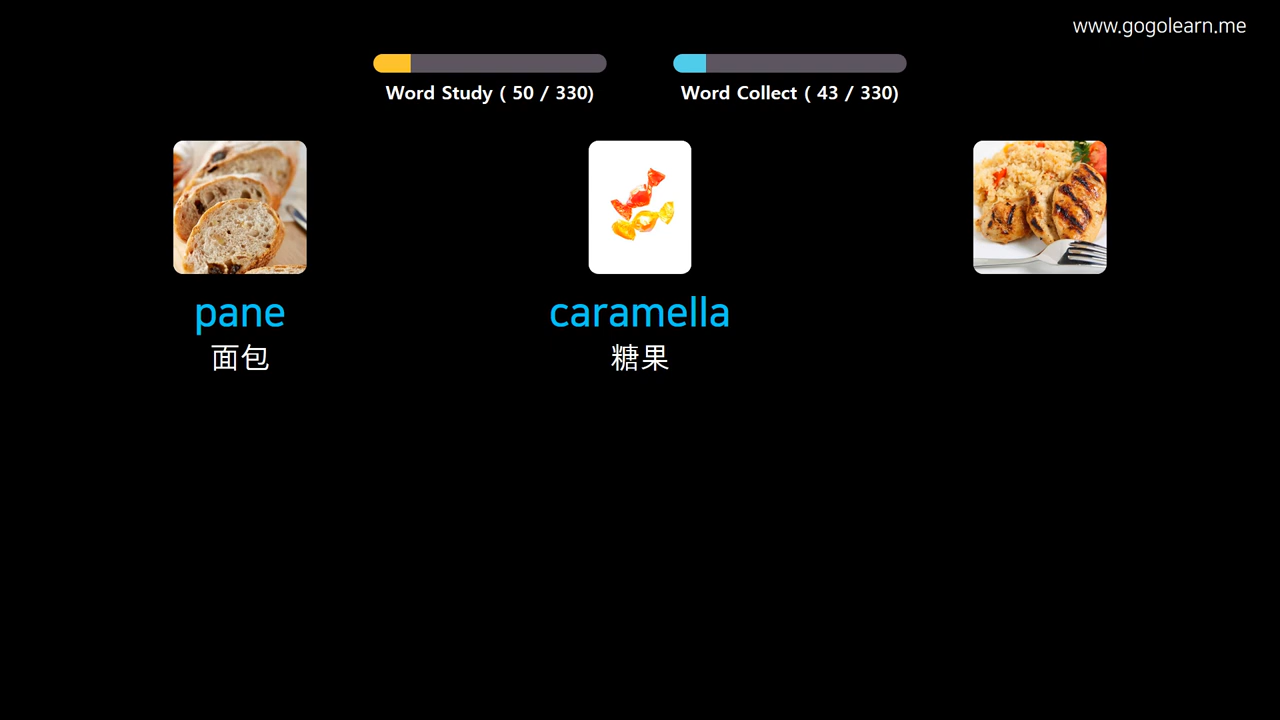 www.gogolearn.me
Word Study ( 50 / 330)
Word Collect ( 43 / 330)
pane
面包
caramella
糖果